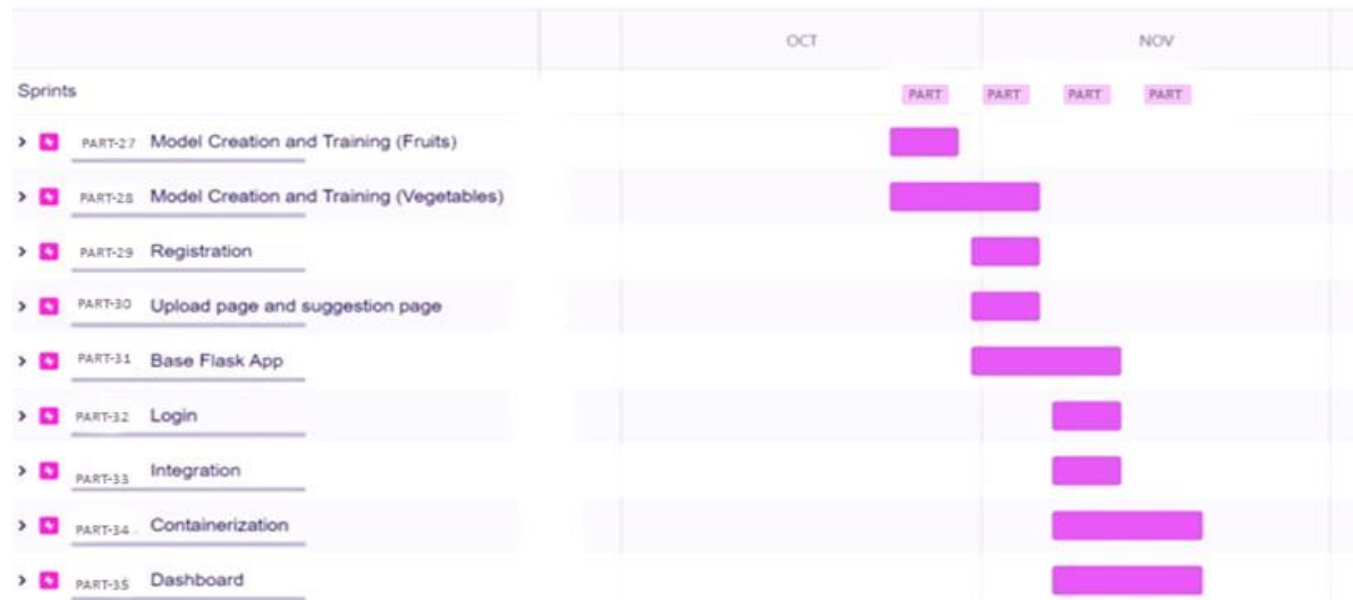 OCT NOV
Sprints PART PART PART PART
PART-27 Model Creation and Training (Fruits)
PART-28 Model Creation and Training (Vegetables)
PART-29 Registration
PART-30 Upload page and suggestion page
PART-31 Base Flask App
PART-32 Login
PART-33 Integration
PART-34 Containerization
PART-35 Dashboard